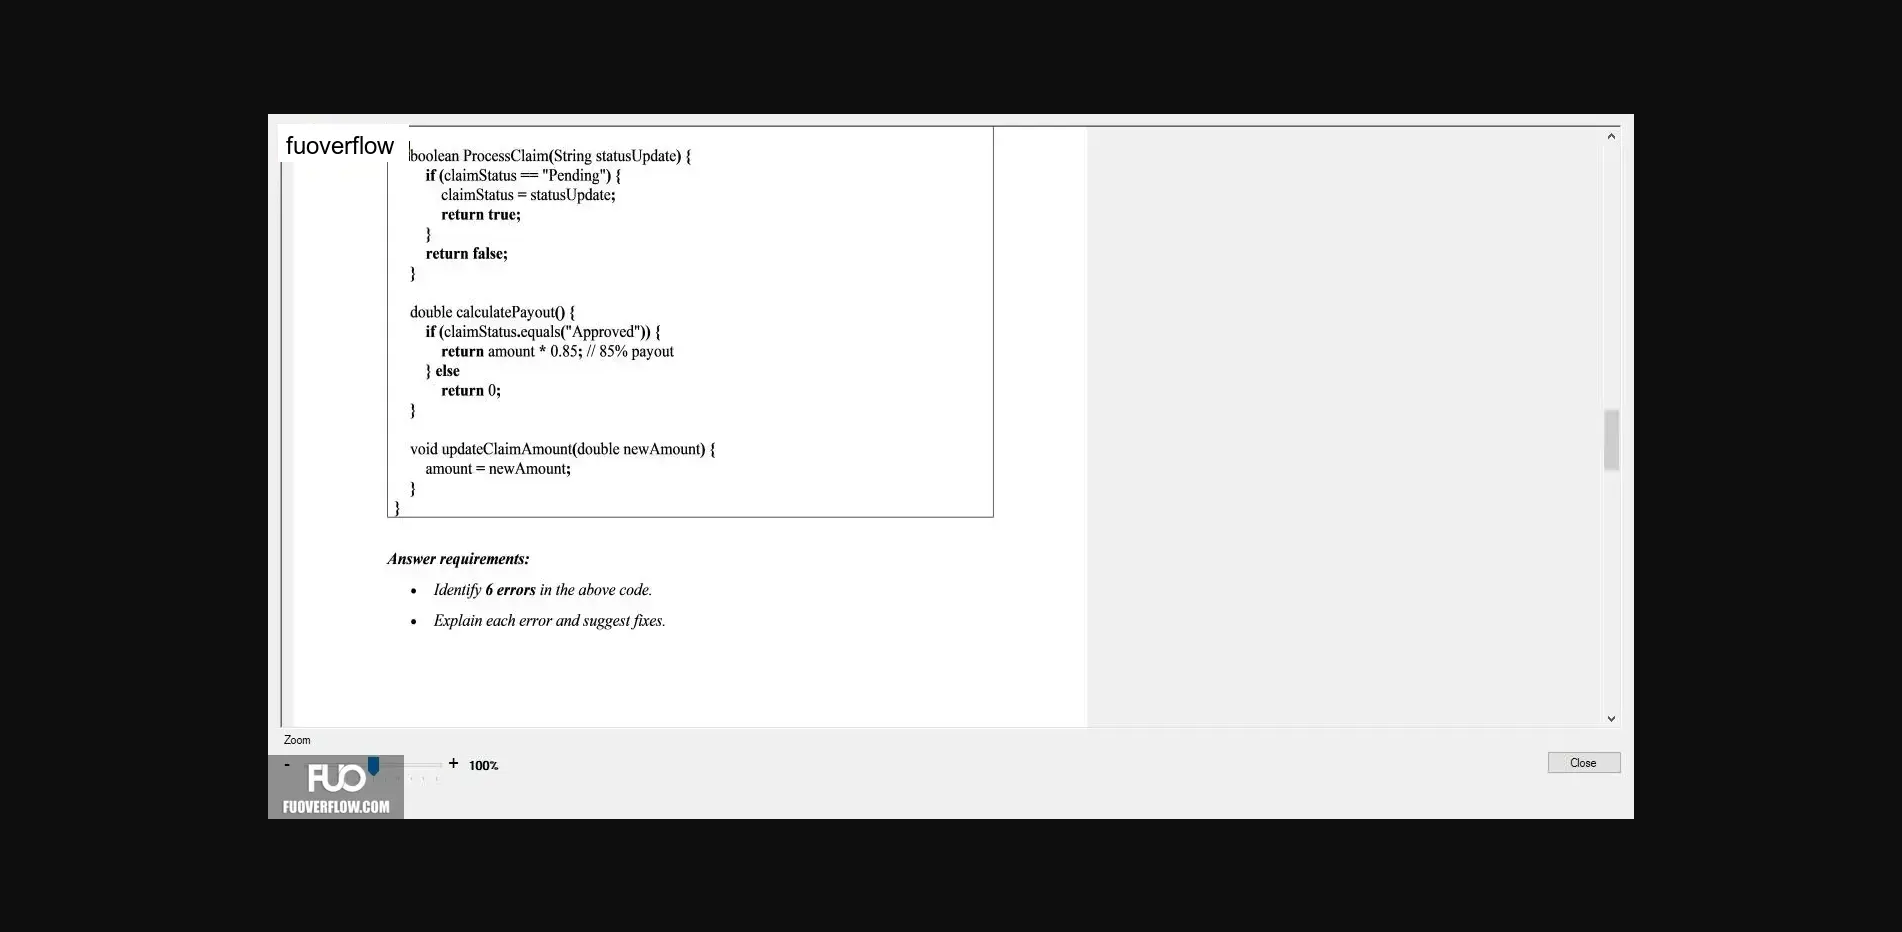 fuoverflow
boolean ProcessClaim(String statusUpdate) {
if (claimStatus == "Pending") {
claimStatus = statusUpdate;
return true;
}
return false;
}
double calculatePayout() {
if (claimStatus.equals("Approved")) {
return amount * 0.85; // 85% payout
} else
return 0;
}
void updateClaimAmount(double newAmount) {
amount = newAmount;
}
}
Answer requirements:
• Identify 6 errors in the above code.
• Explain each error and suggest fixes.
Zoom
- + 100%
Close
FUO
FUOVERFLOW.COM